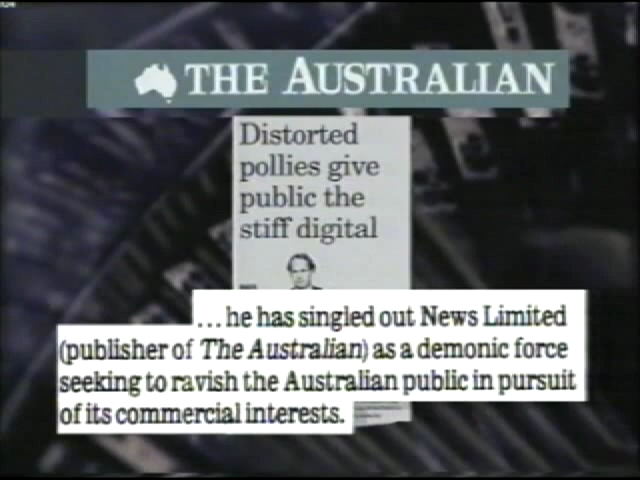 THE AUSTRALIAN
Distorted
pollies give
public the
stiff digital
...he has singled out News Limited
(publisher of The Australian) as a demonic force
seeking to ravish the Australian public in pursuit
of its commercial interests.